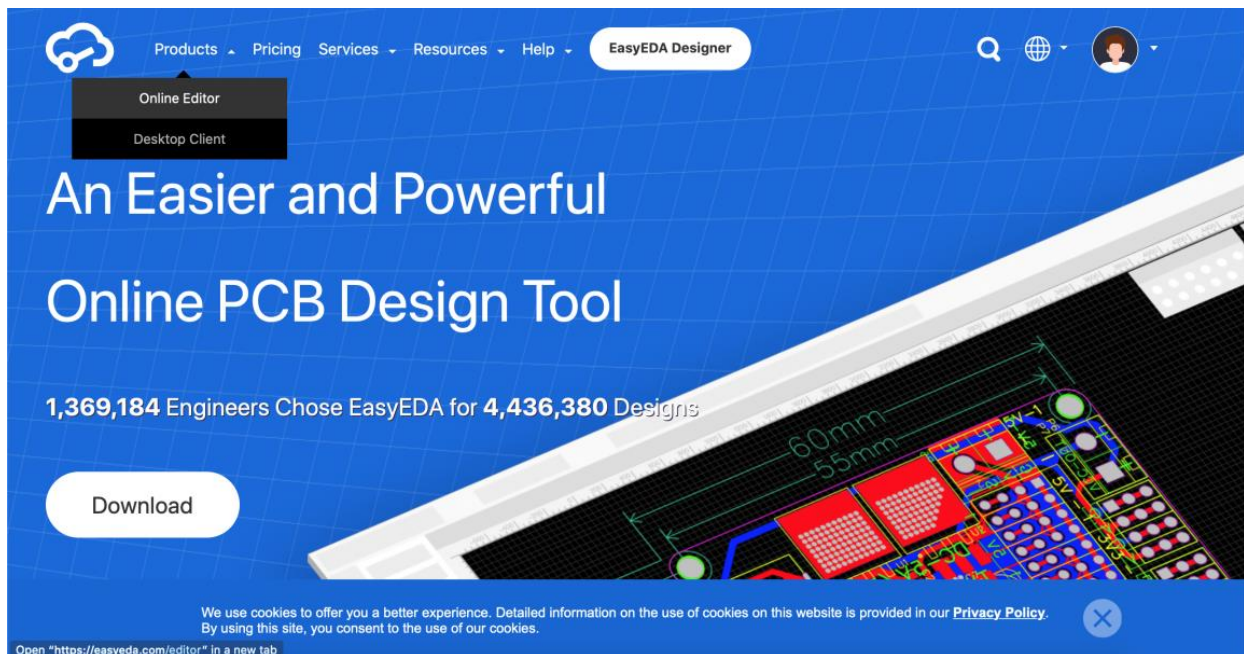 Products Pricing Services Resources Help EasyEDA Designer
Online Editor
Desktop Client
An Easier and Powerful
Online PCB Design Tool
1,369,184 Engineers Chose EasyEDA for 4,436,380 Designs
Download
60mm
55mm
5V-1
We use cookies to offer you a better experience. Detailed information on the use of cookies on this website is provided in our Privacy Policy.
By using this site, you consent to the use of our cookies.
Open "https://easyeda.com/editor" in a new tab